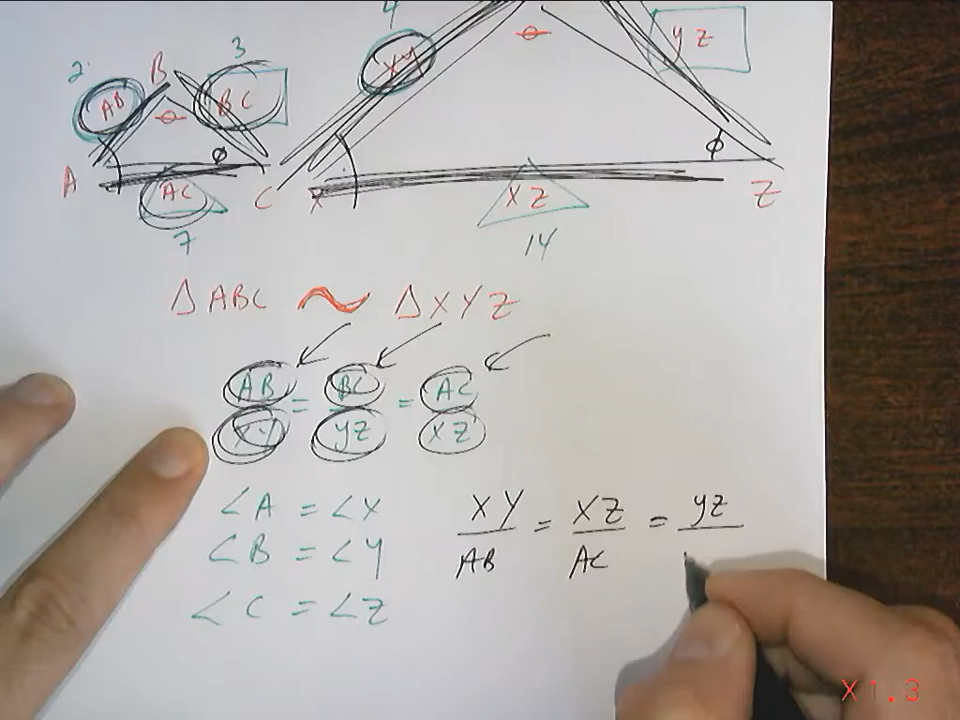 4
2 B 3 XY θ YZ
AB θ BC
A φ C X φ Z
AC XZ
7 14
Δ ABC ~ Δ XYZ
AB = BC = AC
XY YZ XZ
∠A = ∠X XY = XZ = YZ
∠B = ∠Y AB AC
∠C = ∠Z
X1.3